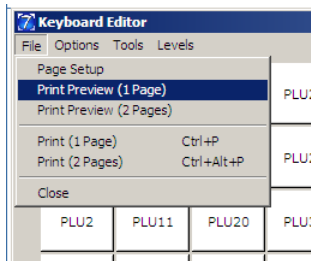 Keyboard Editor
File Options Tools Levels
Page Setup
Print Preview (1 Page)
Print Preview (2 Pages)
Print (1 Page) Ctrl+P
Print (2 Pages) Ctrl+Alt+P
Close
PLU2 PLU11 PLU20